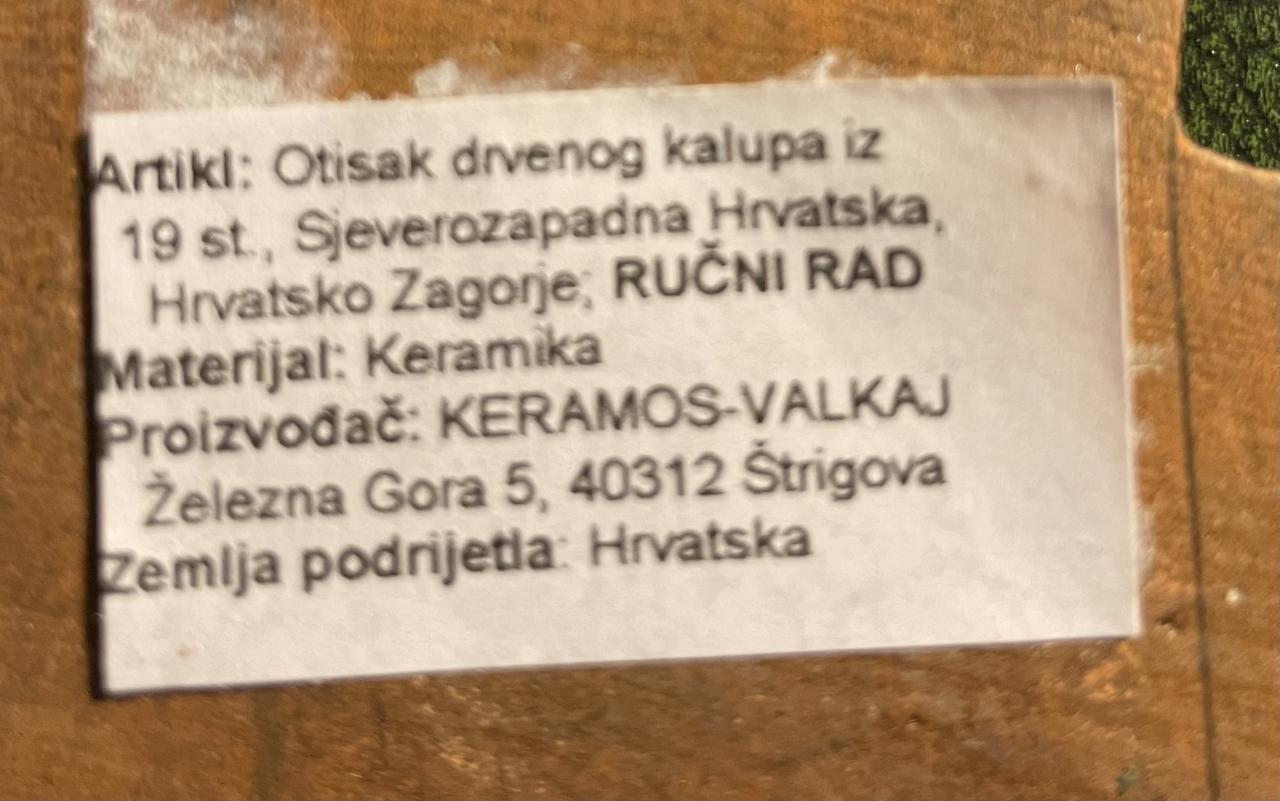 Artikl: Otisak drvenog kalupa iz
19 st., Sjeverozapadna Hrvatska,
Hrvatsko Zagorje; RUČNI RAD
Materijal: Keramika
Proizvođač: KERAMOS-VALKAJ
Železna Gora 5, 40312 Štrigova
Zemlja podrijetla: Hrvatska